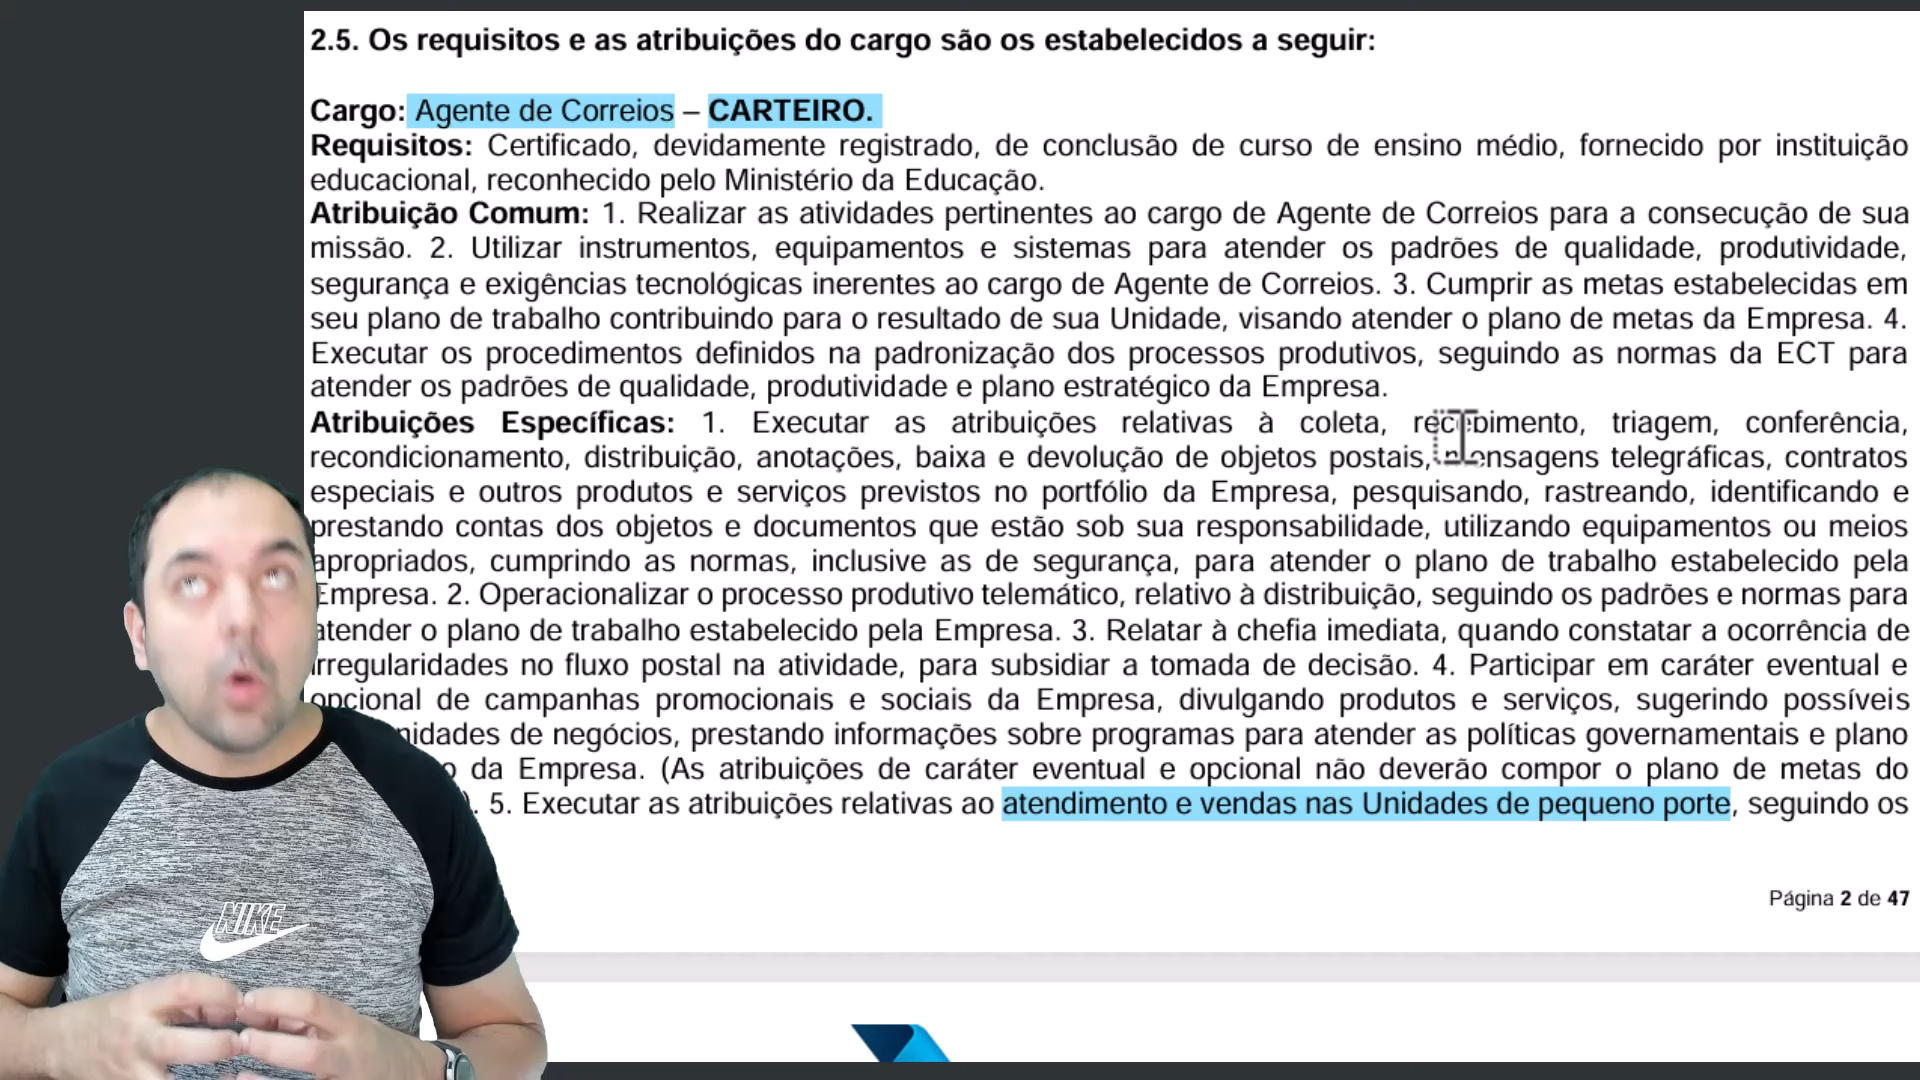 2.5. Os requisitos e as atribuições do cargo são os estabelecidos a seguir:
Cargo: Agente de Correios – CARTEIRO.
Requisitos: Certificado, devidamente registrado, de conclusão de curso de ensino médio, fornecido por instituição
educacional, reconhecido pelo Ministério da Educação.
Atribuição Comum: 1. Realizar as atividades pertinentes ao cargo de Agente de Correios para a consecução de sua
missão. 2. Utilizar instrumentos, equipamentos e sistemas para atender os padrões de qualidade, produtividade,
segurança e exigências tecnológicas inerentes ao cargo de Agente de Correios. 3. Cumprir as metas estabelecidas em
seu plano de trabalho contribuindo para o resultado de sua Unidade, visando atender o plano de metas da Empresa. 4.
Executar os procedimentos definidos na padronização dos processos produtivos, seguindo as normas da ECT para
atender os padrões de qualidade, produtividade e plano estratégico da Empresa.
Atribuições Específicas: 1. Executar as atribuições relativas à coleta, recebimento, triagem, conferência,
recondicionamento, distribuição, anotações, baixa e devolução de objetos postais, mensagens telegráficas, contratos
especiais e outros produtos e serviços previstos no portfólio da Empresa, pesquisando, rastreando, identificando e
prestando contas dos objetos e documentos que estão sob sua responsabilidade, utilizando equipamentos ou meios
apropriados, cumprindo as normas, inclusive as de segurança, para atender o plano de trabalho estabelecido pela
Empresa. 2. Operacionalizar o processo produtivo telemático, relativo à distribuição, seguindo os padrões e normas para
atender o plano de trabalho estabelecido pela Empresa. 3. Relatar à chefia imediata, quando constatar a ocorrência de
irregularidades no fluxo postal na atividade, para subsidiar a tomada de decisão. 4. Participar em caráter eventual e
opcional de campanhas promocionais e sociais da Empresa, divulgando produtos e serviços, sugerindo possíveis
nidades de negócios, prestando informações sobre programas para atender as políticas governamentais e plano
da Empresa. (As atribuições de caráter eventual e opcional não deverão compor o plano de metas do
). 5. Executar as atribuições relativas ao atendimento e vendas nas Unidades de pequeno porte, seguindo os
Página 2 de 47
NIKE